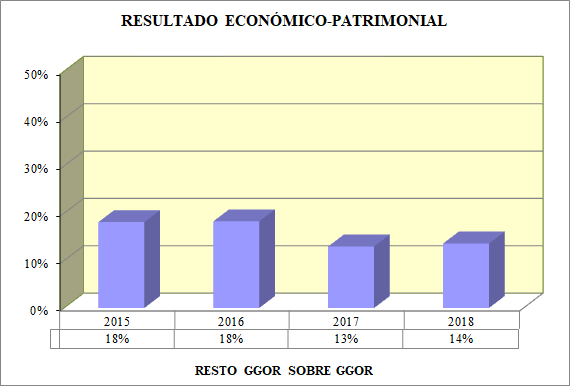 RESULTADO ECONÓMICO-PATRIMONIAL
50%
40%
30%
20%
10%
0%
2015 2016 2017 2018
18% 18% 13% 14%
RESTO GGOR SOBRE GGOR